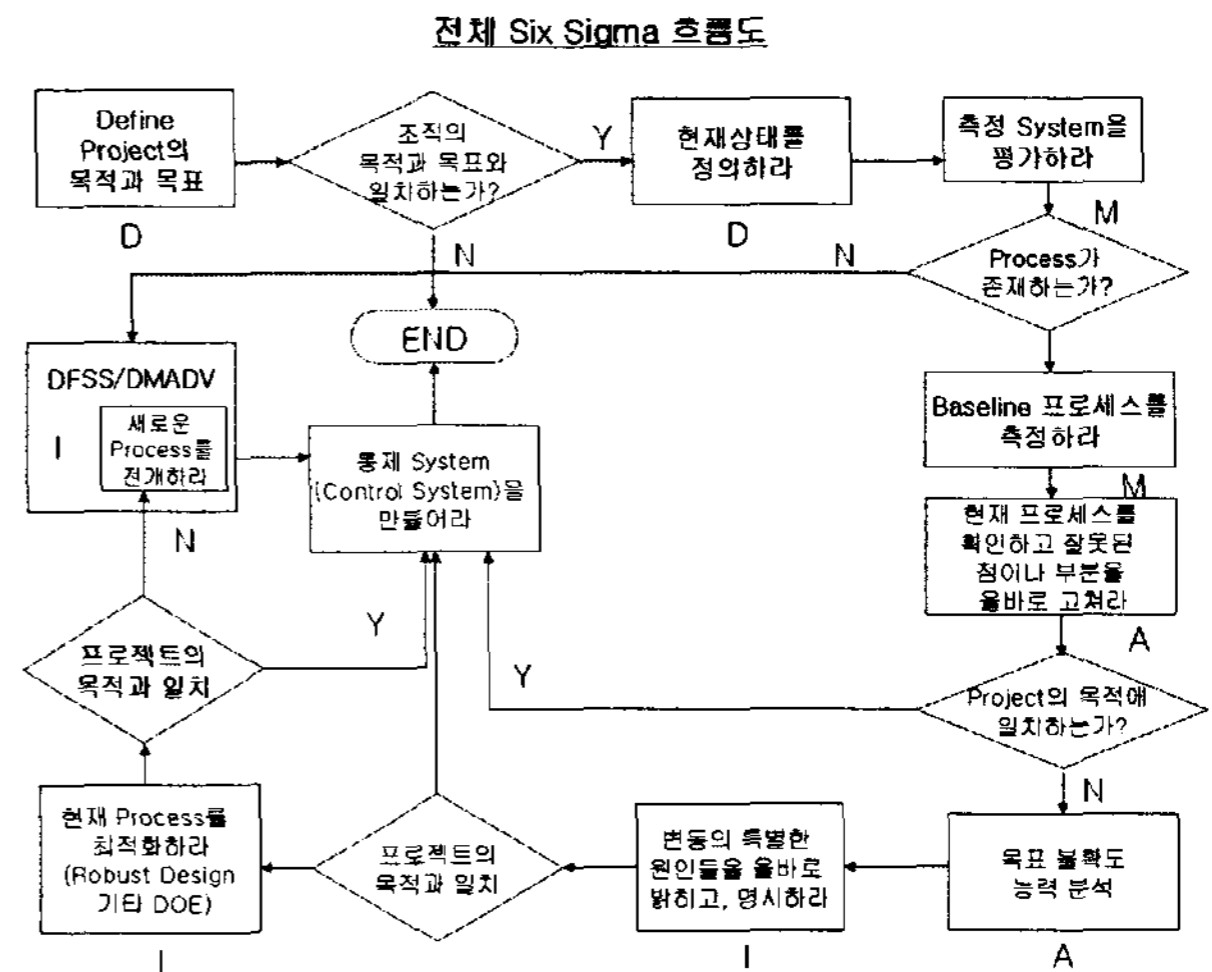 전체 Six Sigma 흐름도
Define
Project의
목적과 목표
D
조직의
목적과 목표와
일치하는가?
Y
N
현재상태를
정의하라
D
측정 System을
평가하라
M
Process가
존재하는가?
N
END
DFSS/DMADV
I
새로운
Process를
전개하라
N
통제 System
(Control System)을
만들어라
Baseline 프로세스를
측정하라
M
현재 프로세스를
확인하고 잘못된
점이나 부분을
올바로 고쳐라
A
프로젝트의
목적과 일치
Y
Y
Project의 목적에
일치하는가?
N
현재 Process를
최적화하라
(Robust Design
기타 DOE)
I
프로젝트의
목적과 일치
변동의 특별한
원인들을 올바로
밝히고, 명시하라
I
목표 불확도
능력 분석
A